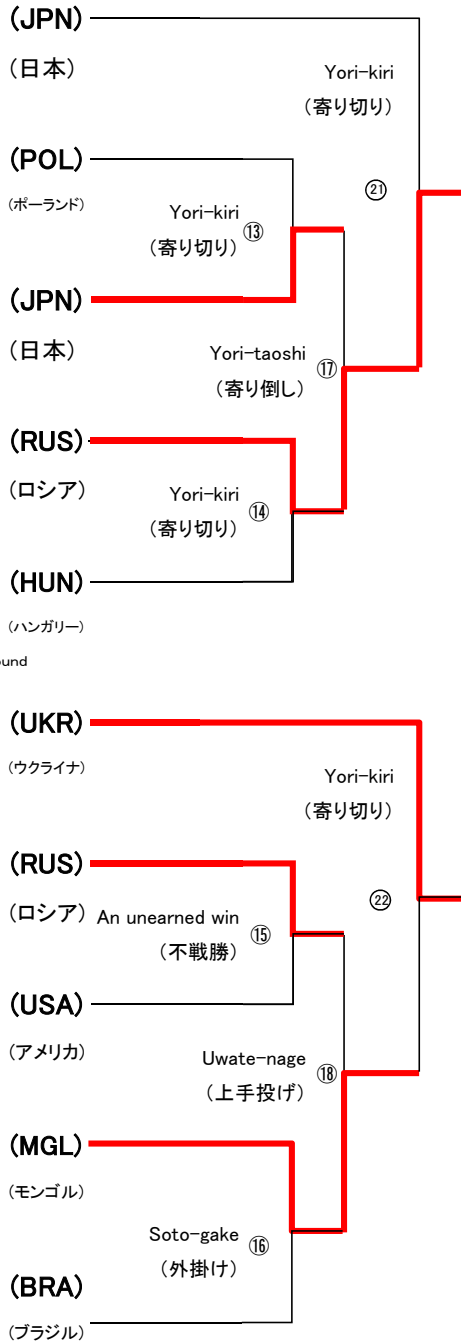 (JPN)
(日本)
Yori-kiri
(寄り切り)
㉑
(POL)
(ポーランド)
Yori-kiri
(寄り切り)
⑬
(JPN)
(日本)
Yori-taoshi
(寄り倒し)
⑰
(RUS)
(ロシア)
Yori-kiri
(寄り切り)
⑭
(HUN)
(ハンガリー)
ound
(UKR)
(ウクライナ)
Yori-kiri
(寄り切り)
㉒
(RUS)
(ロシア)
An unearned win
(不戦勝)
⑮
(USA)
(アメリカ)
Uwate-nage
(上手投げ)
⑱
(MGL)
(モンゴル)
Soto-gake
(外掛け)
⑯
(BRA)
(ブラジル)